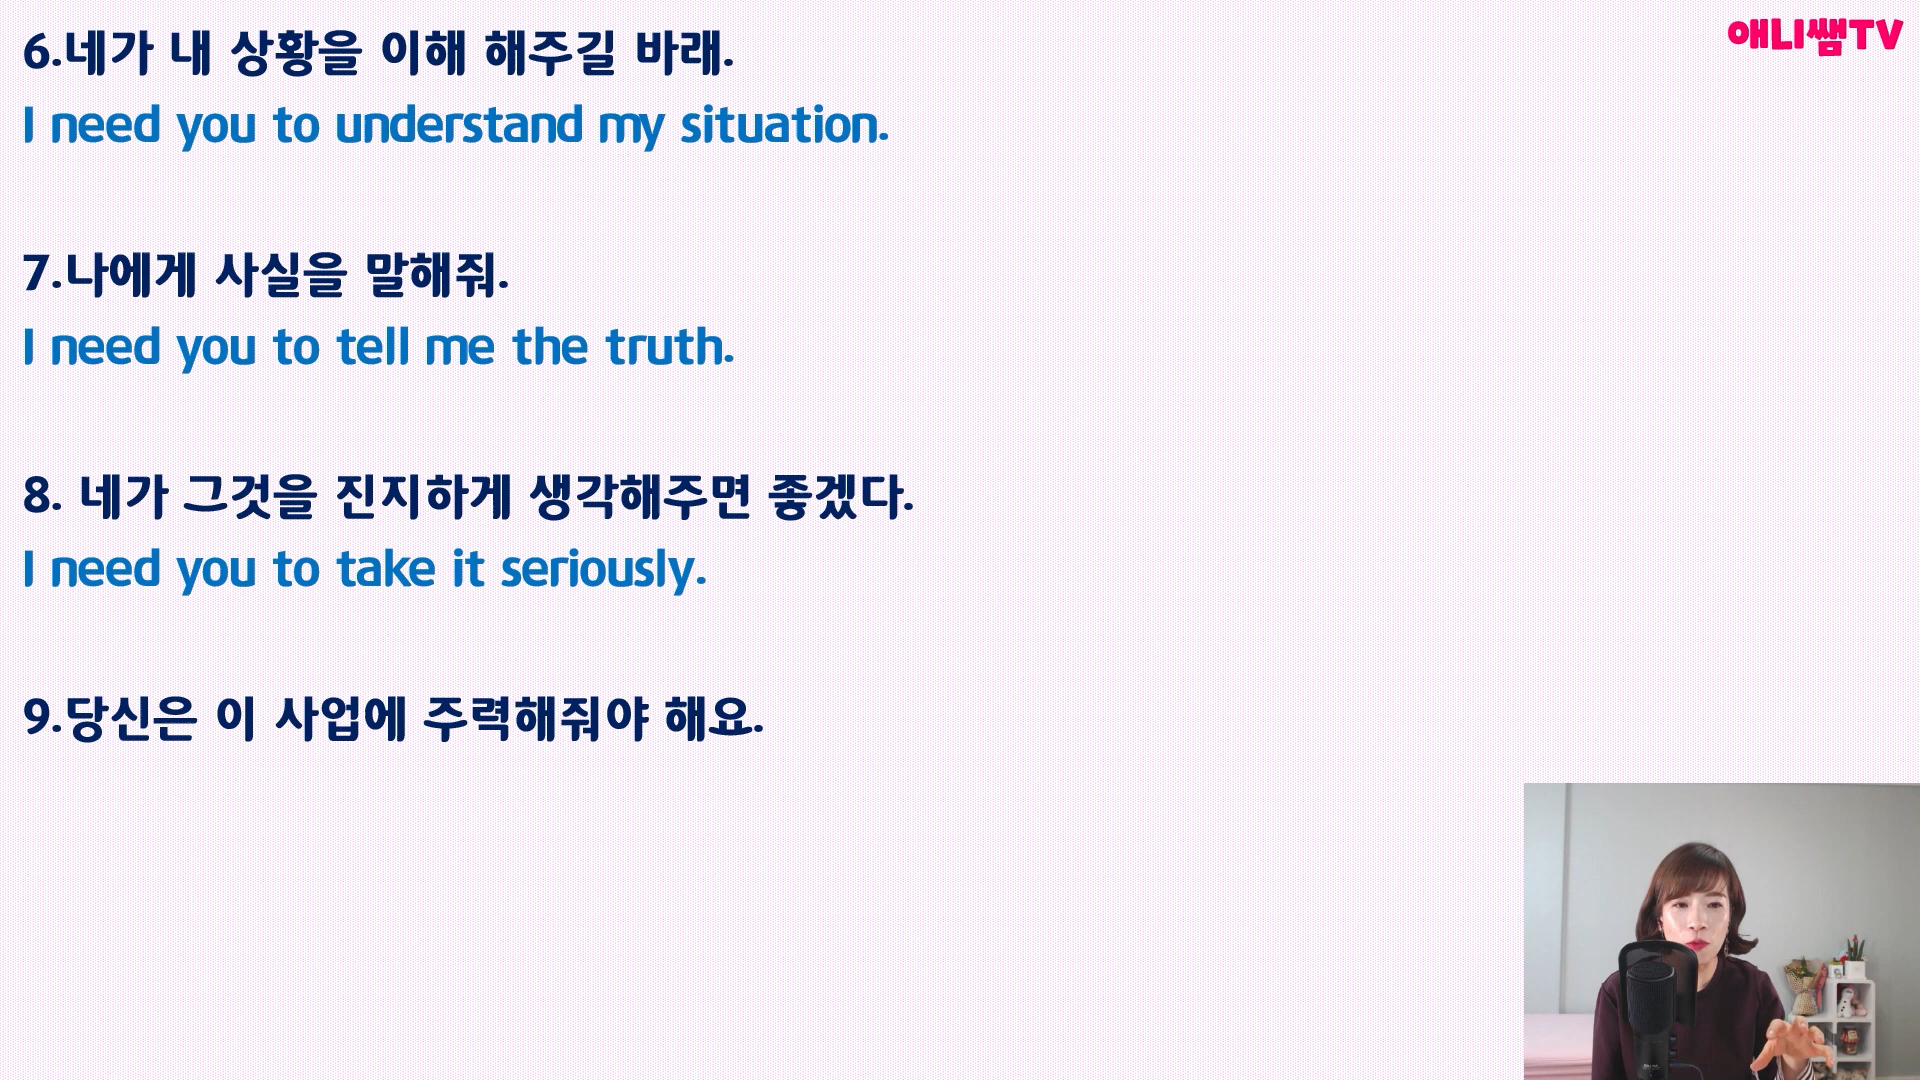 애니쌤TV
6.네가 내 상황을 이해 해주길 바래.
I need you to understand my situation.
7.나에게 사실을 말해줘.
I need you to tell me the truth.
8. 네가 그것을 진지하게 생각해주면 좋겠다.
I need you to take it seriously.
9.당신은 이 사업에 주력해줘야 해요.